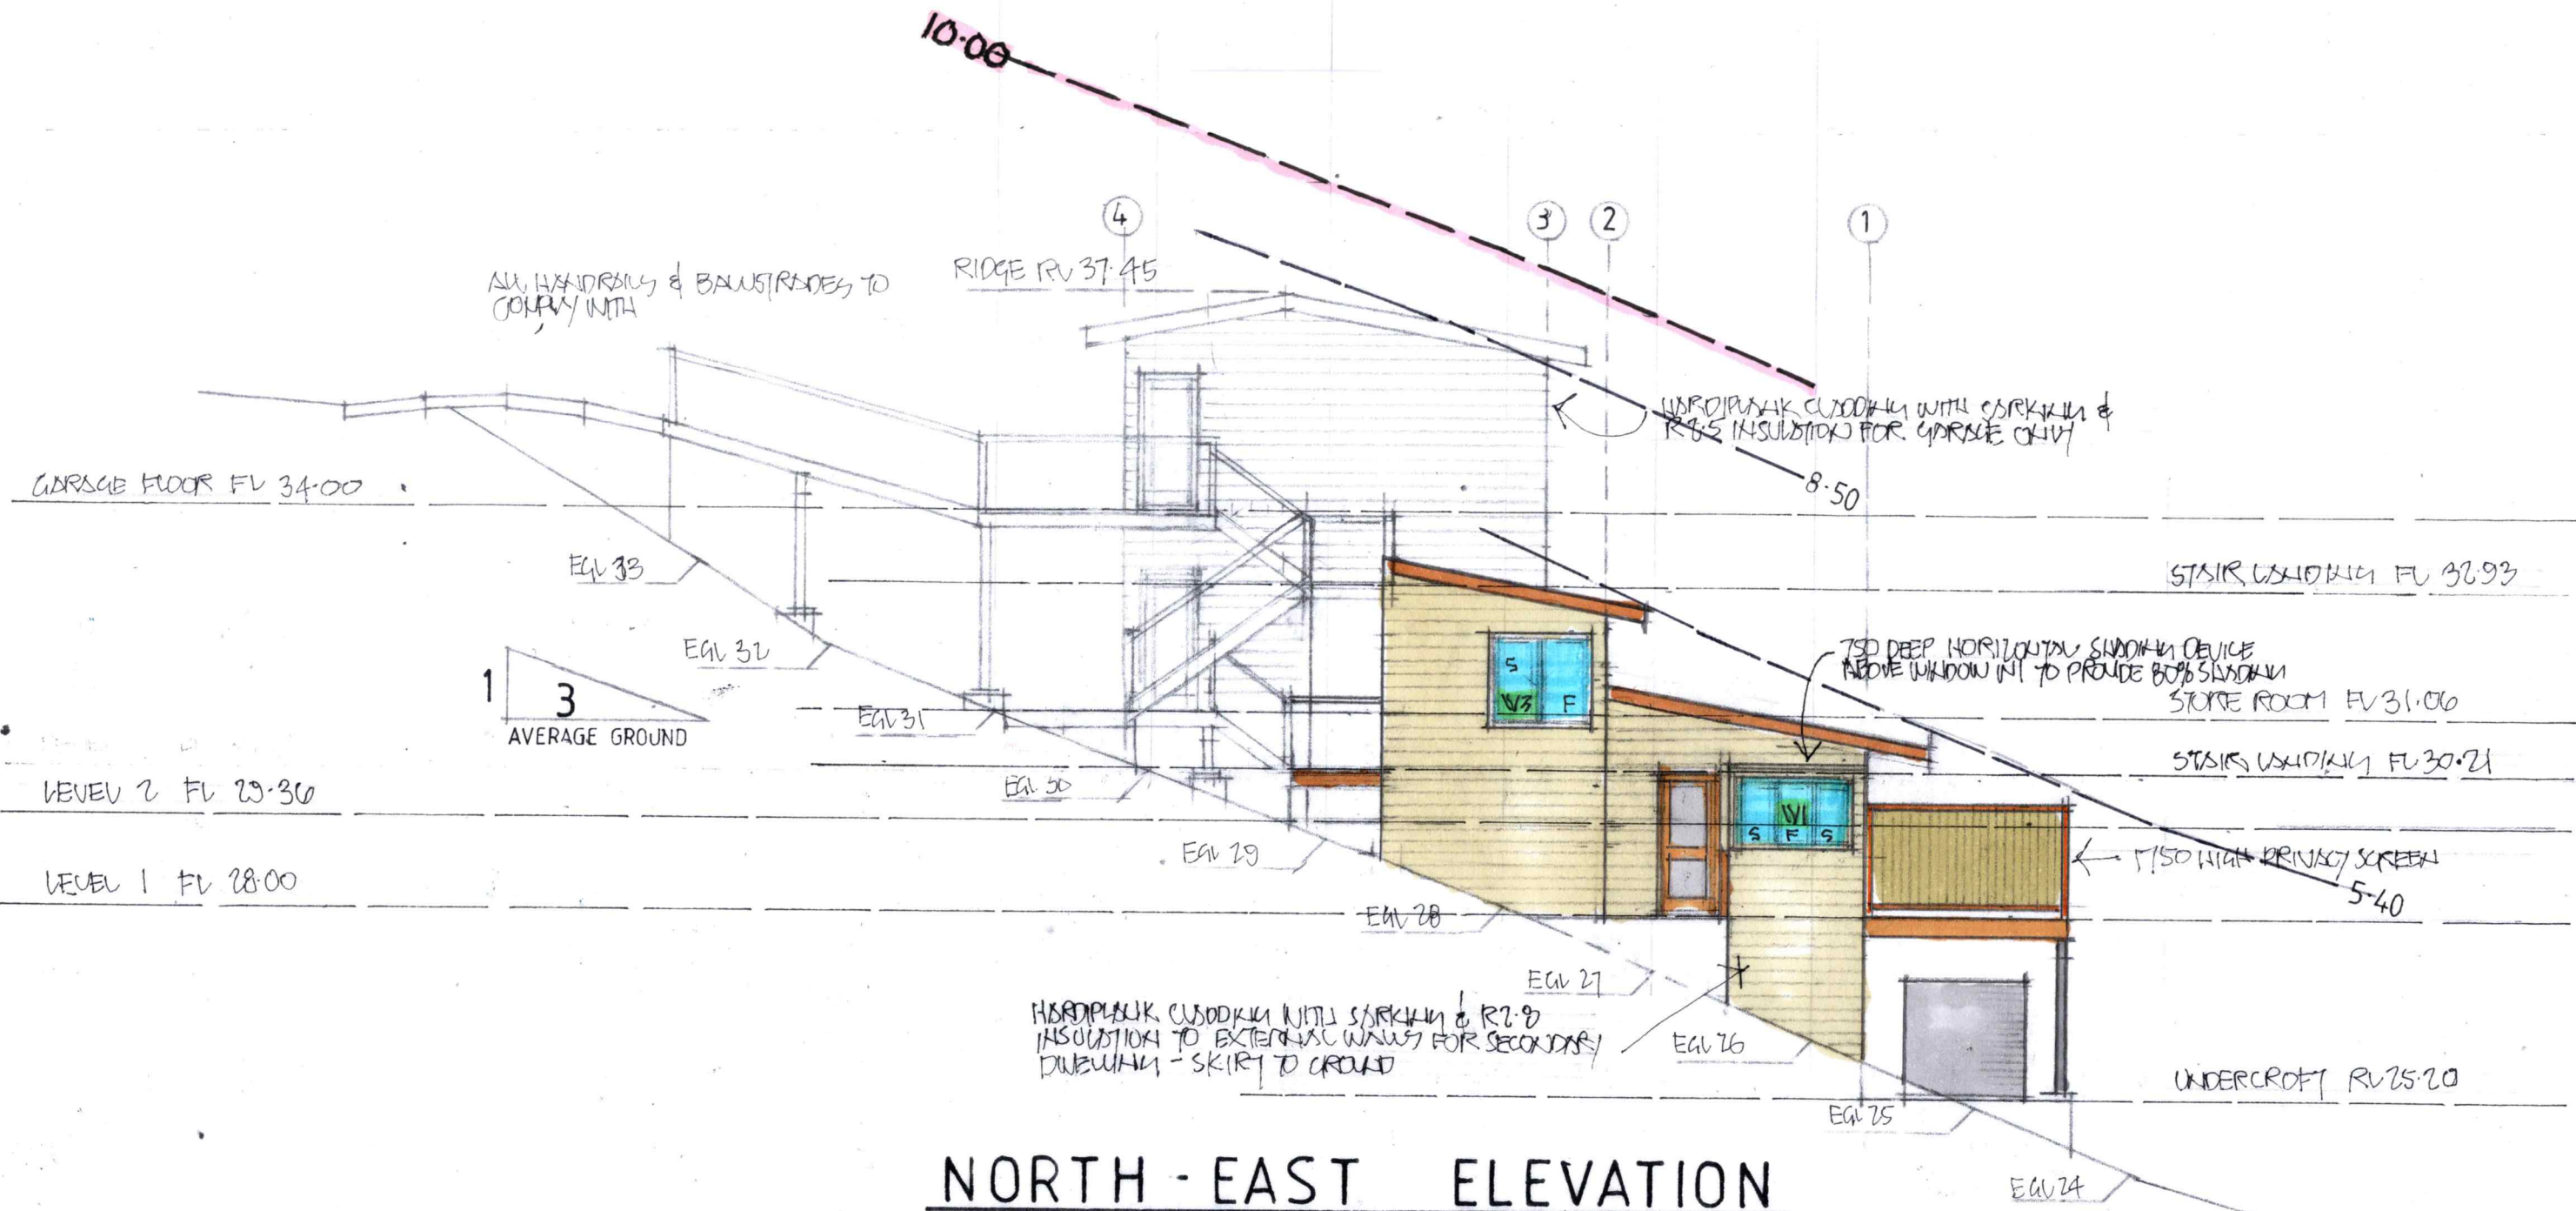 10·00
4
3
2
1
RIDGE RL 37·45
ALL HANDRAILS & BALUSTRADES TO
COMPLY WITH
HARDIPLANK CLADDING WITH SARKING &
R2.5 INSULATION FOR GARAGE ONLY
8·50
GARAGE FLOOR FL 34·00
EGL 33
STAIR LANDING FL 32.93
EGL 32
750 DEEP HORIZONTAL SHADING DEVICE
ABOVE WINDOW W1 TO PROVIDE 80% SHADING
S
W3
F
1
3
AVERAGE GROUND
EGL 31
STORE ROOM FL 31.06
STAIR LANDING FL 30.21
EGL 30
LEVEL 2 FL 29·36
W1
S F S
EGL 29
1750 HIGH PRIVACY SCREEN
LEVEL 1 FL 28·00
5·40
EGL 28
EGL 27
HARDIPLANK CLADDING WITH SARKING & R2.8
INSULATION TO EXTERNAL WALLS FOR SECONDARY
DWELLING - SKIRT TO GROUND
EGL 26
UNDERCROFT RL 25·20
EGL 25
NORTH - EAST ELEVATION
EGL 24